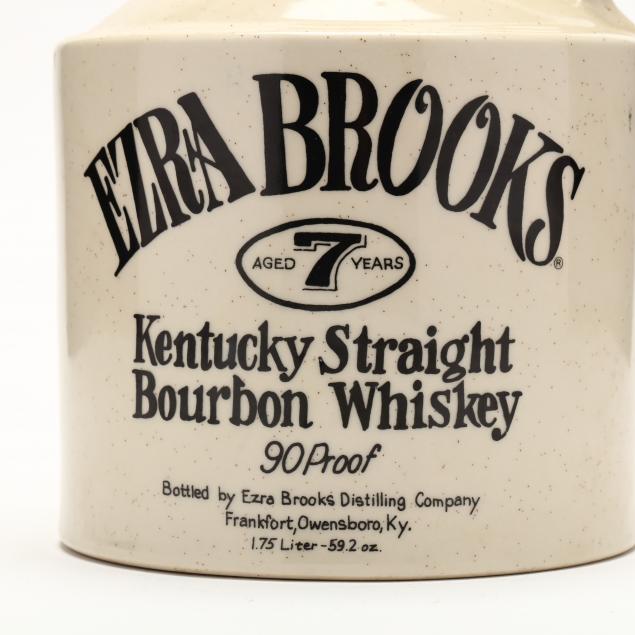 EZRA BROOKS®
AGED 7 YEARS
Kentucky Straight
Bourbon Whiskey
90 Proof
Bottled by Ezra Brooks Distilling Company
Frankfort, Owensboro, Ky.
1.75 Liter - 59.2 oz.